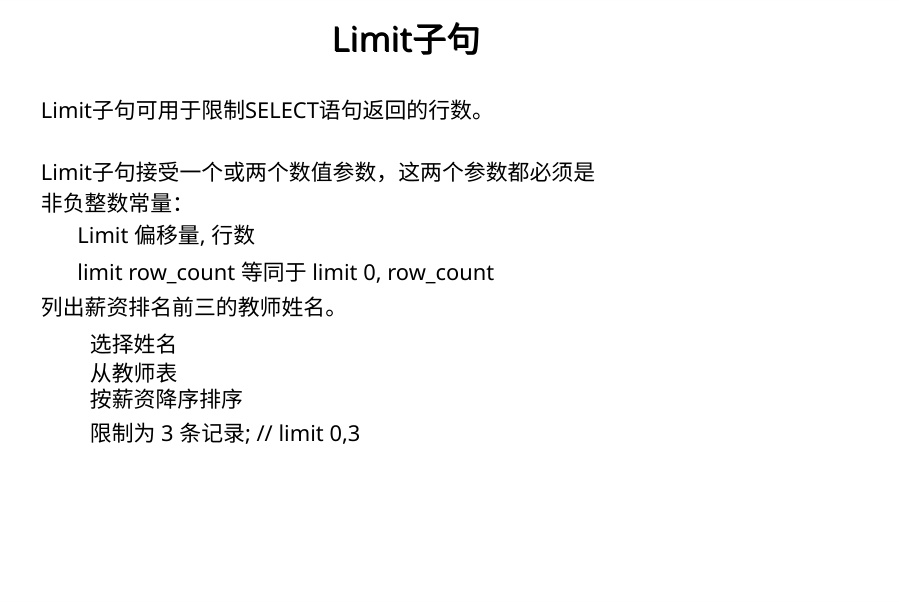 Limit子句
Limit子句可用于限制SELECT语句返回的行数。
Limit子句接受一个或两个数值参数，这两个参数都必须是
非负整数常量：
Limit 偏移量, 行数
limit row_count 等同于 limit 0, row_count
列出薪资排名前三的教师姓名。
选择姓名
从教师表
按薪资降序排序
限制为 3 条记录; // limit 0,3